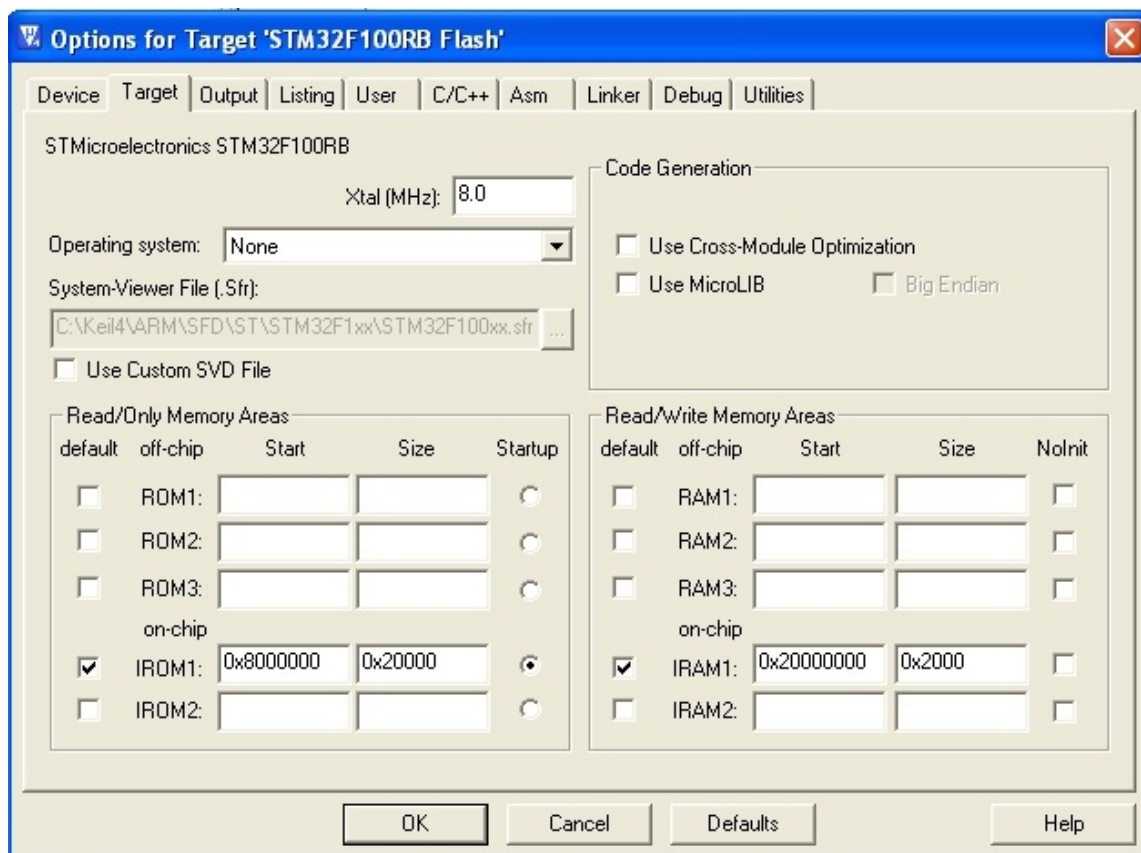 Options for Target 'STM32F100RB Flash'
Device Target Output Listing User C/C++ Asm Linker Debug Utilities
STMicroelectronics STM32F100RB
Xtal (MHz): 8.0
Operating system: None
System-Viewer File (.Sfr):
C:\Keil4\ARM\SFD\ST\STM32F1xx\STM32F100xx.sfr ...
Use Custom SVD File
Code Generation
Use Cross-Module Optimization
Use MicroLIB Big Endian
Read/Only Memory Areas
default off-chip Start Size Startup
ROM1:
ROM2:
ROM3:
on-chip
IROM1: 0x8000000 0x20000
IROM2:
Read/Write Memory Areas
default off-chip Start Size NoInit
RAM1:
RAM2:
RAM3:
on-chip
IRAM1: 0x20000000 0x2000
IRAM2:
OK Cancel Defaults Help